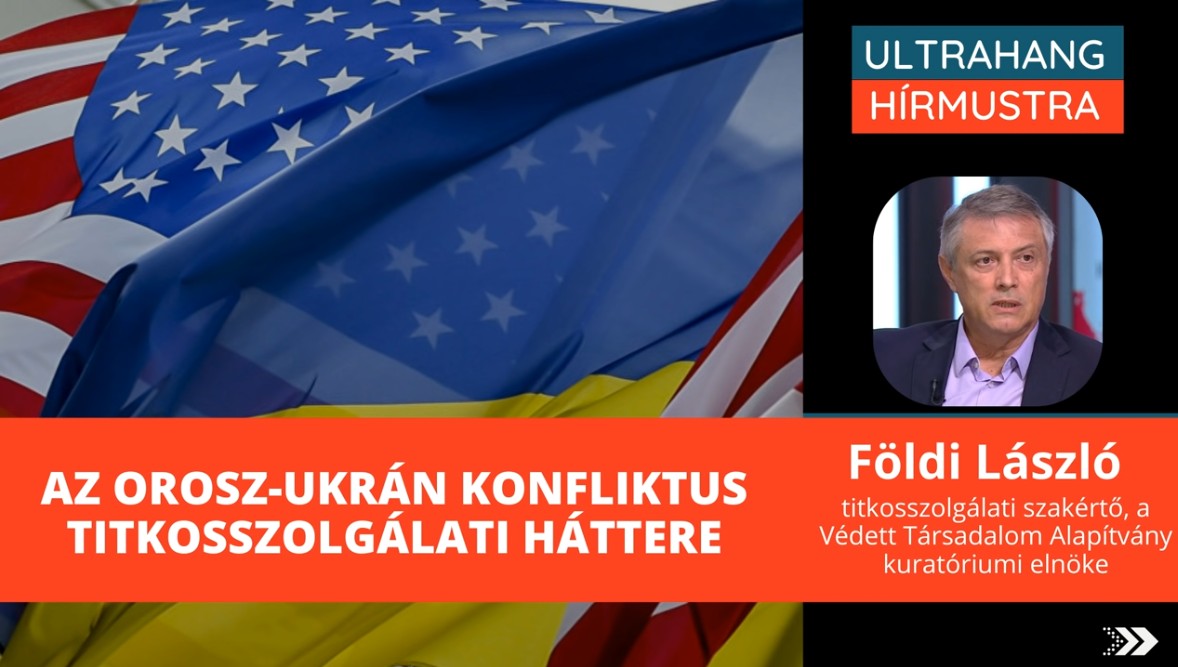 ULTRAHANG
HÍRMUSTRA
AZ OROSZ-UKRÁN KONFLIKTUS
TITKOSSZOLGÁLATI HÁTTERE
Földi László
titkosszolgálati szakértő, a
Védett Társadalom Alapítvány
kuratóriumi elnöke